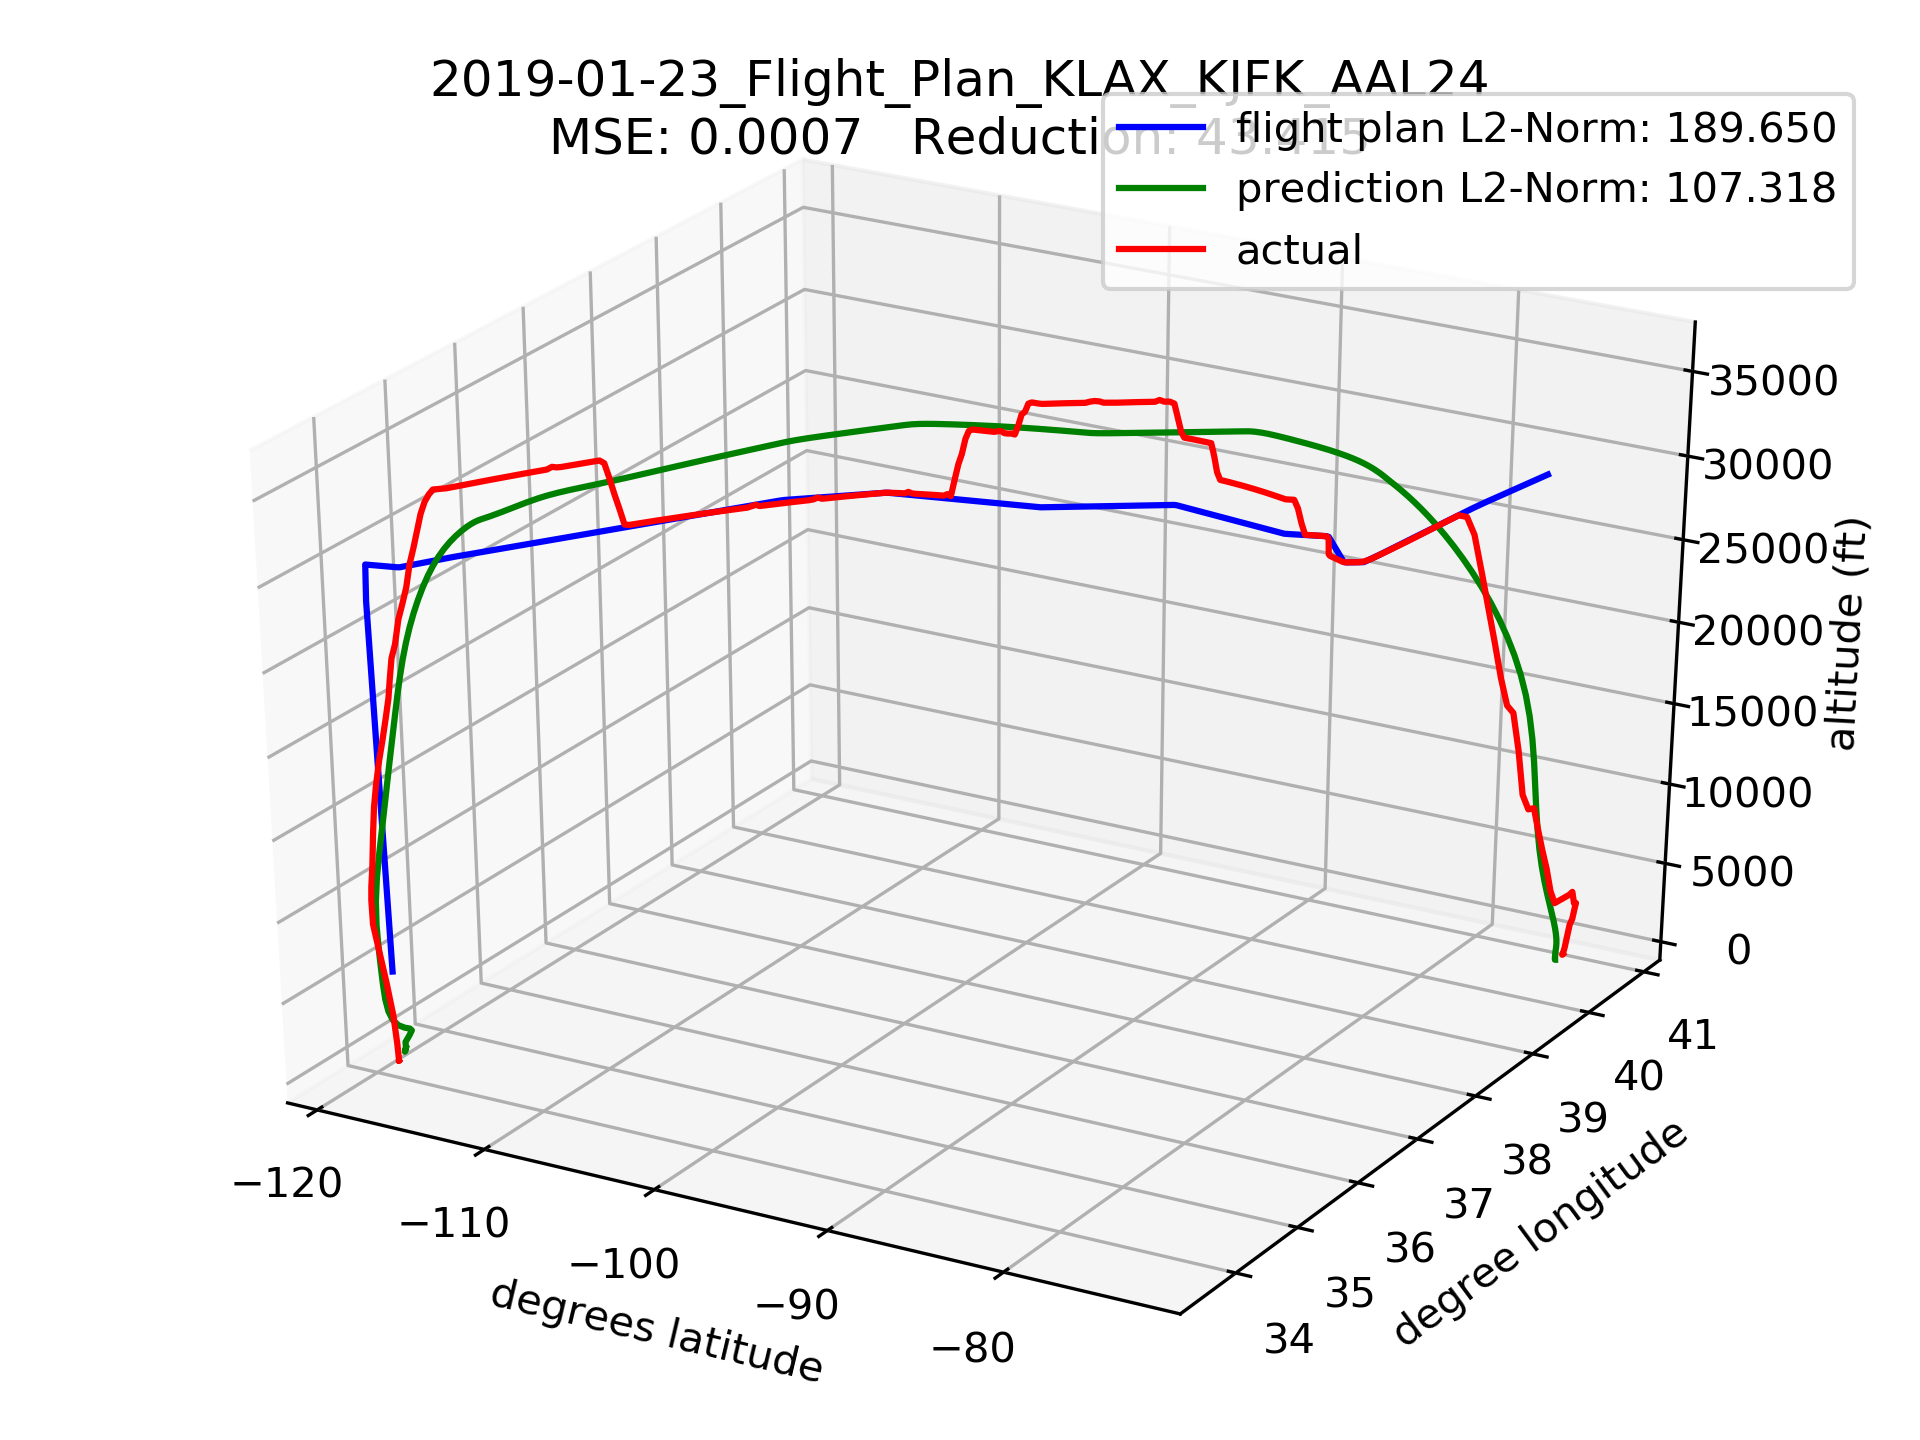 2019-01-23_Flight_Plan_KLAX_KJFK_AAL24
MSE: 0.0007 Reduction: 43.415
flight plan L2-Norm: 189.650
prediction L2-Norm: 107.318
actual
35000
30000
25000
20000
15000
10000
5000
0
altitude (ft)
41
40
39
38
37
36
35
34
degree longitude
−120
−110
−100
−90
−80
degrees latitude